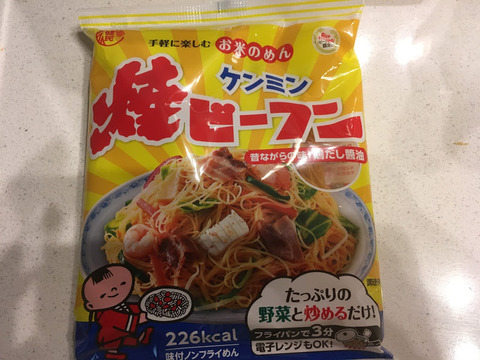 健民
手軽に楽しむ
お米のめん
ケンミン
焼ビーフン
昔ながらの
鶏だし醤油
たっぷりの
野菜と炒めるだけ!
フライパンで3分
電子レンジもOK!
226kcal
味付ノンフライめん